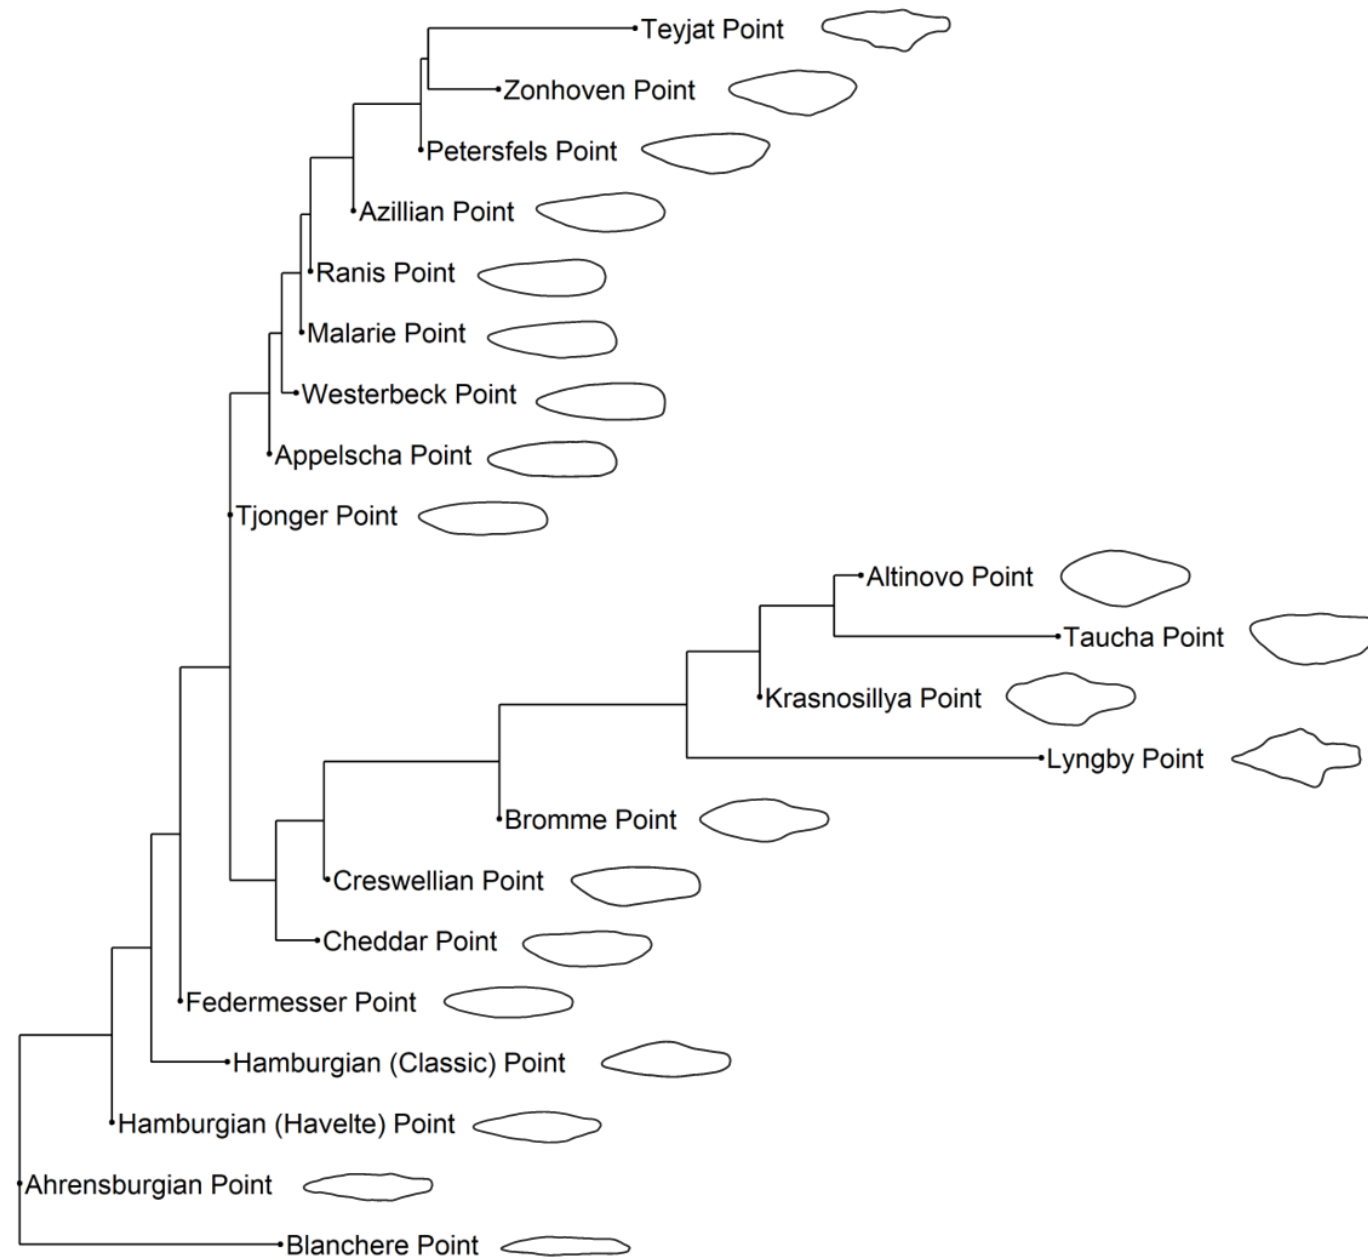 Teyjat Point
Zonhoven Point
Petersfels Point
Azillian Point
Ranis Point
Malarie Point
Westerbeck Point
Appelscha Point
Tjonger Point
Altinovo Point
Taucha Point
Krasnosillya Point
Lyngby Point
Bromme Point
Creswellian Point
Cheddar Point
Federmesser Point
Hamburgian (Classic) Point
Hamburgian (Havelte) Point
Ahrensburgian Point
Blanchere Point